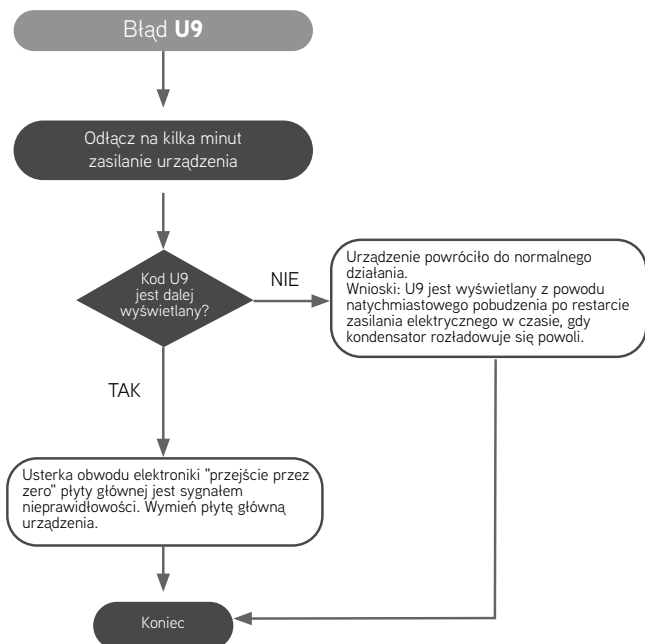 Błąd U9
Odłącz na kilka minut
zasilanie urządzenia
Kod U9
jest dalej
wyświetlany?
NIE
Urządzenie powróciło do normalnego
działania.
Wnioski: U9 jest wyświetlany z powodu
natychmiastowego pobudzenia po restarcie
zasilania elektrycznego w czasie, gdy
kondensator rozładowuje się powoli.
TAK
Usterka obwodu elektroniki "przejście przez
zero" płyty głównej jest sygnałem
nieprawidłowości. Wymień płytę główną
urządzenia.
Koniec